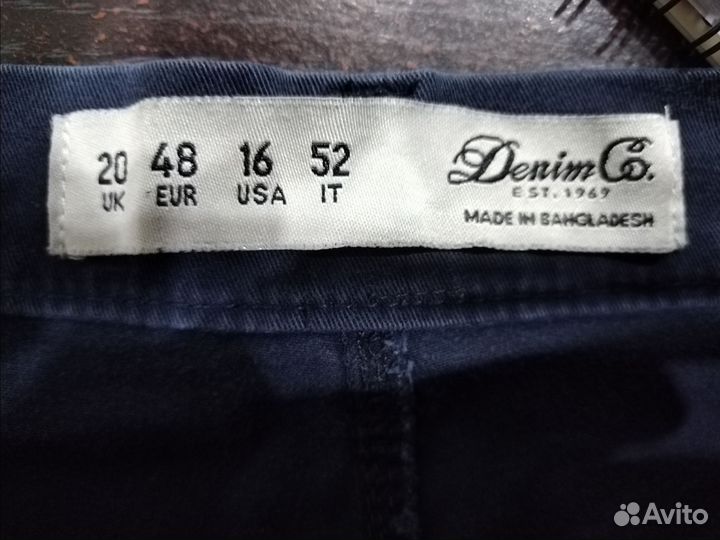 20 48 16 52
UK EUR USA IT
Denim Co.
EST. 1969
MADE IN BANGLADESH
Avito